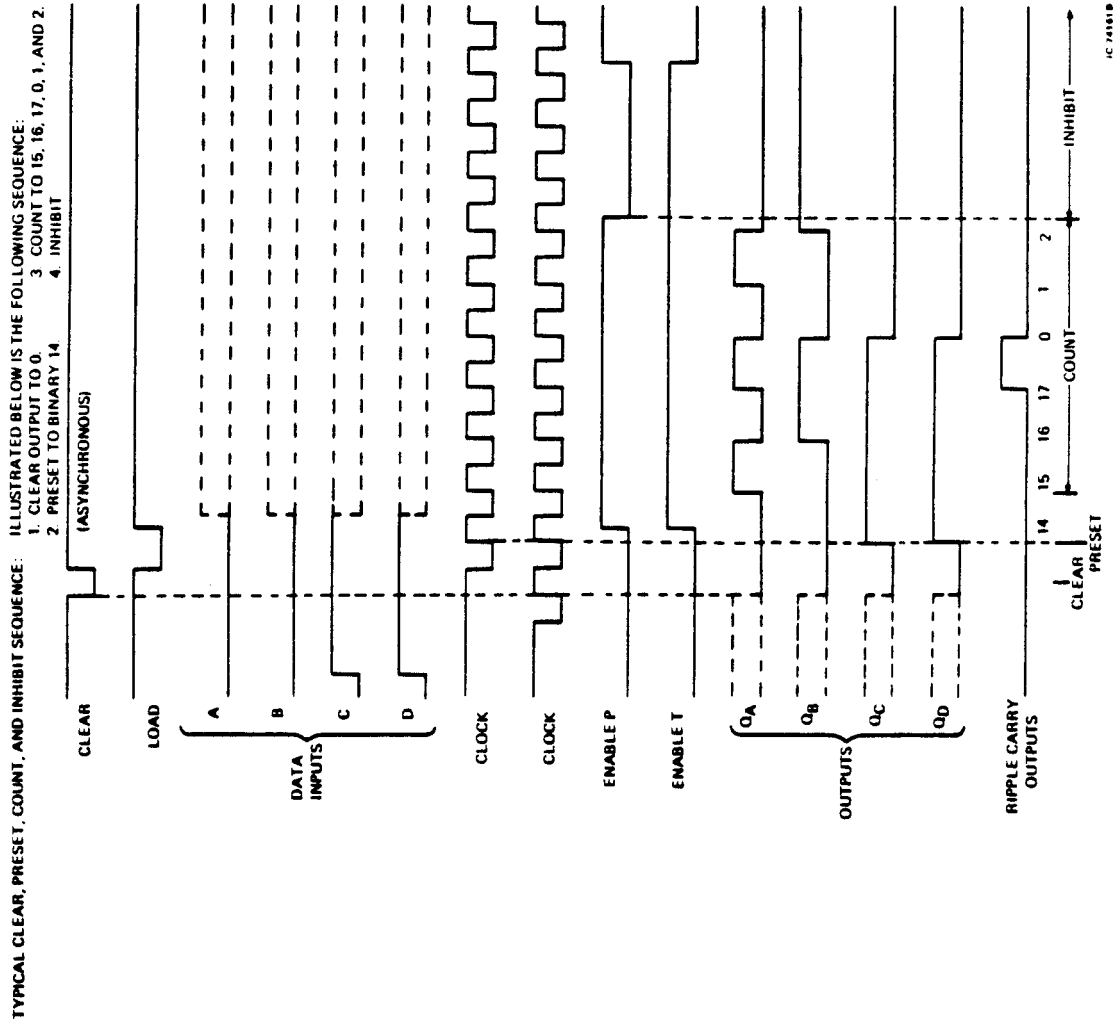 TYPICAL CLEAR, PRESET, COUNT, AND INHIBIT SEQUENCE:
ILLUSTRATED BELOW IS THE FOLLOWING SEQUENCE:
1. CLEAR OUTPUT TO 0.
2. PRESET TO BINARY 14.
3 COUNT TO 15, 16, 17, 0, 1, AND 2.
4. INHIBIT
CLEAR
(ASYNCHRONOUS)
LOAD
DATA INPUTS
A
B
C
D
CLOCK
CLOCK
ENABLE P
ENABLE T
OUTPUTS
QA
QB
QC
QD
RIPPLE CARRY
OUTPUTS
14 15 16 17 0 1 2
CLEAR
PRESET
COUNT
INHIBIT
IC 74161B